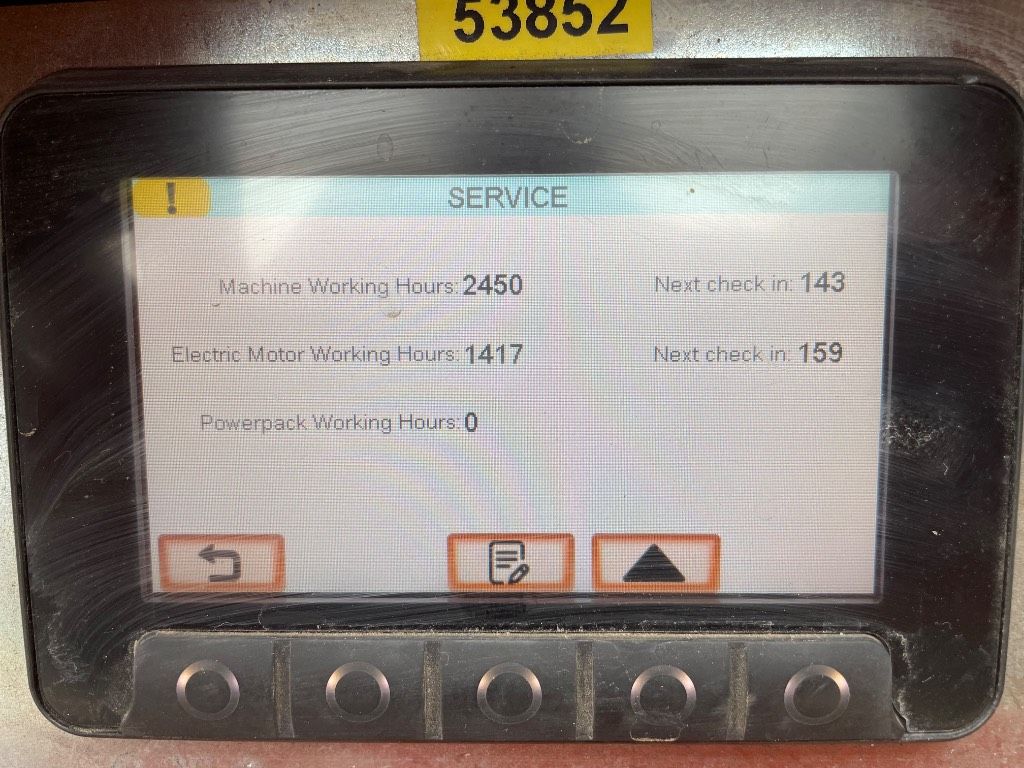 53852
! SERVICE
Machine Working Hours: 2450 Next check in: 143
Electric Motor Working Hours: 1417 Next check in: 159
Powerpack Working Hours: 0